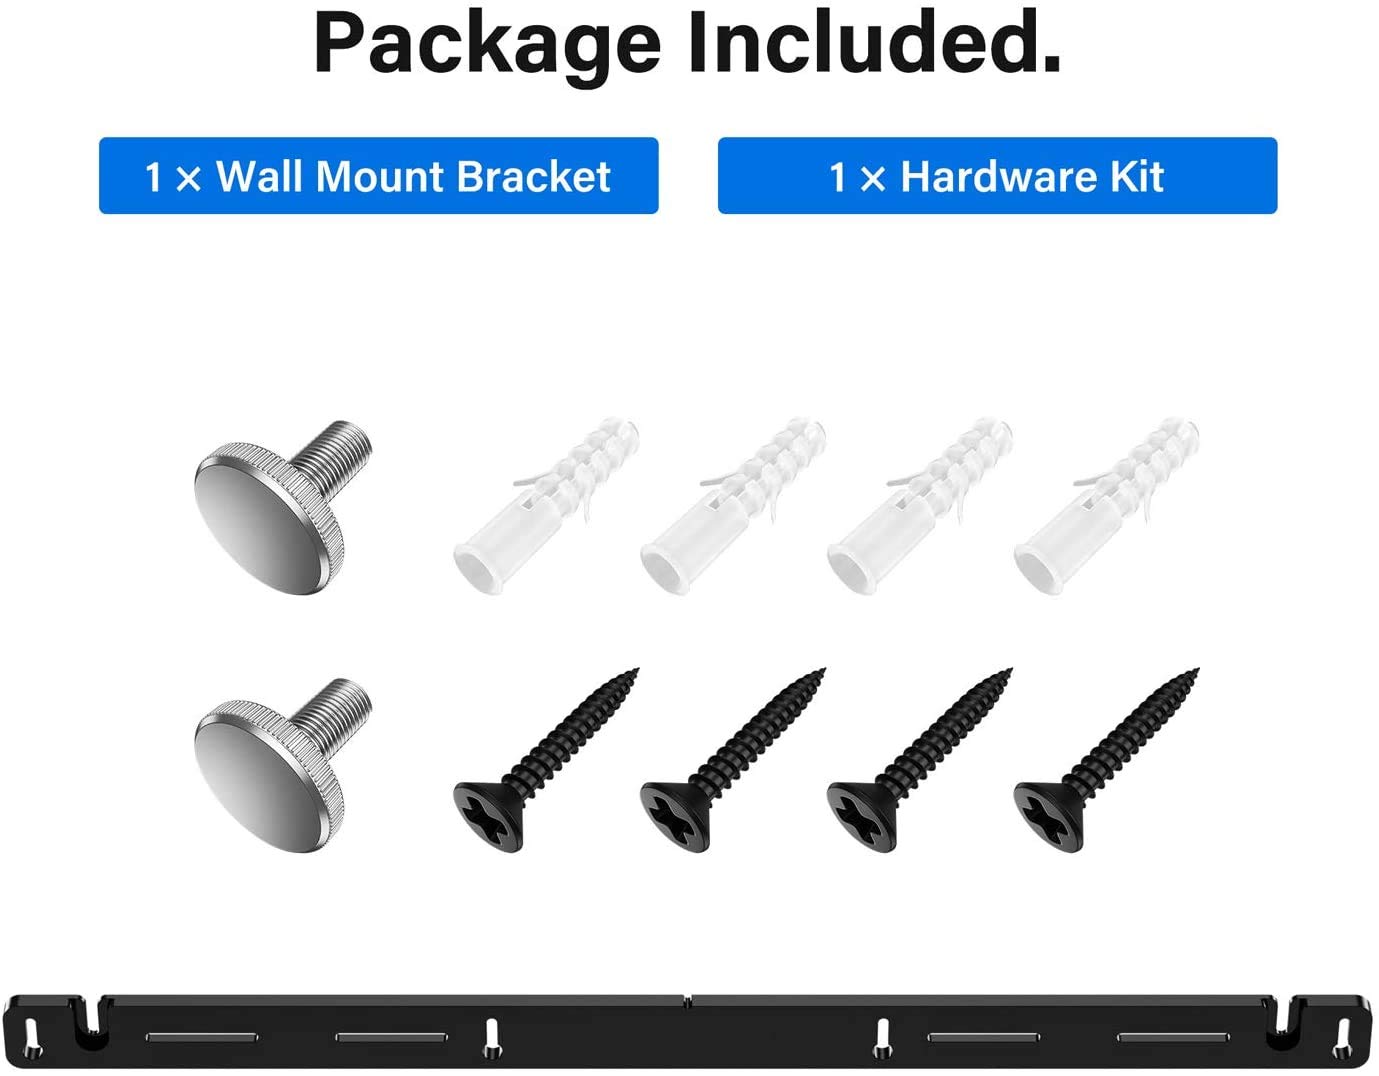 Package Included.
1 × Wall Mount Bracket
1 × Hardware Kit